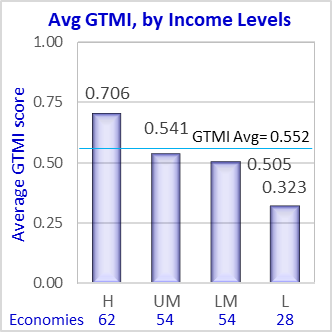 Avg GTMI, by Income Levels
Average GTMI score
1.00
0.75
0.50
0.25
0.00
0.706
0.541
GTMI Avg= 0.552
0.505
0.323
H UM LM L
Economies 62 54 54 28